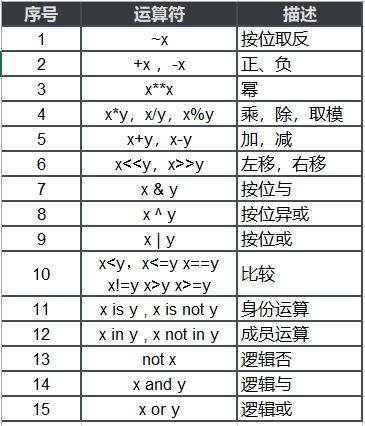 序号 运算符 描述
1 ~x 按位取反
2 +x ，-x 正、负
3 x**x 幂
4 x*y，x/y，x%y 乘，除，取模
5 x+y，x-y 加，减
6 x<<y，x>>y 左移，右移
7 x & y 按位与
8 x ^ y 按位异或
9 x | y 按位或
10 x<y，x<=y x==y 比较
x!=y x>y x>=y
11 x is y , x is not y 身份运算
12 x in y , x not in y 成员运算
13 not x 逻辑否
14 x and y 逻辑与
15 x or y 逻辑或